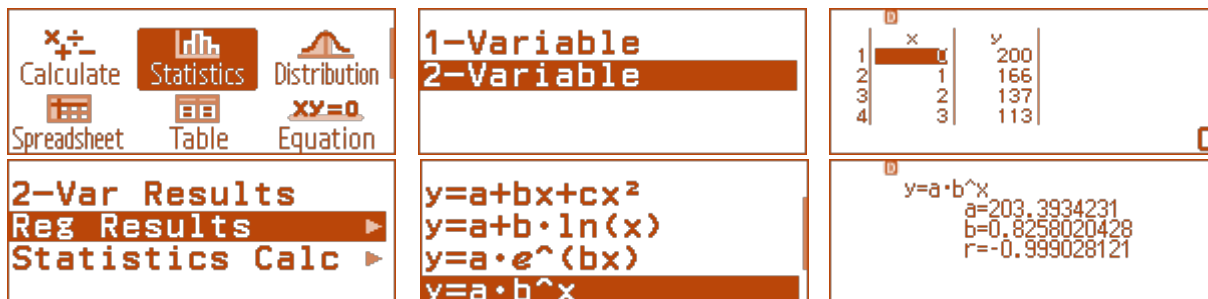 Calculate Statistics Distribution
XY=0
Spreadsheet Table Equation
1-Variable
2-Variable
D
x y
1 0 200
2 1 166
3 2 137
4 3 113
2-Var Results
Reg Results
Statistics Calc
y=a+bx+cx²
y=a+b·ln(x)
y=a·e^(bx)
y=a·b^x
D
y=a·b^x
a=203.3934231
b=0.8258020428
r=-0.999028121